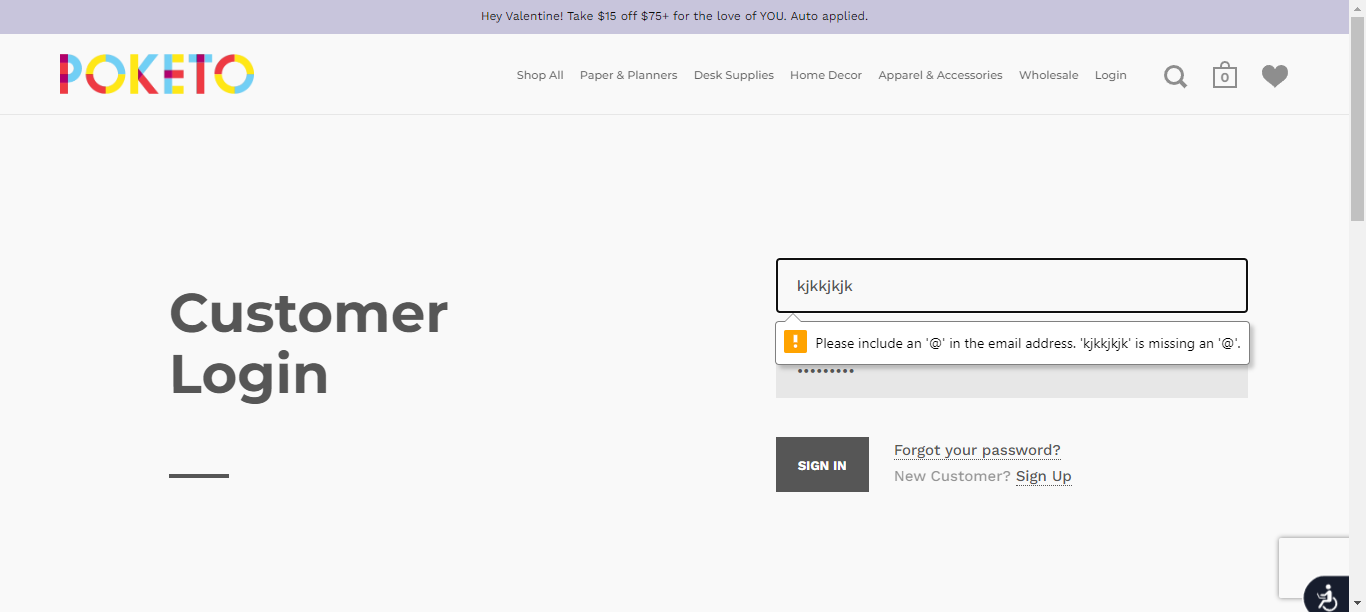 Hey Valentine! Take $15 off $75+ for the love of YOU. Auto applied.
POKETO
Shop All Paper & Planners Desk Supplies Home Decor Apparel & Accessories Wholesale Login 0
Customer
Login
kjkkjkjk
Please include an '@' in the email address. 'kjkkjkjk' is missing an '@'.
•••••••••
SIGN IN
Forgot your password?
New Customer? Sign Up